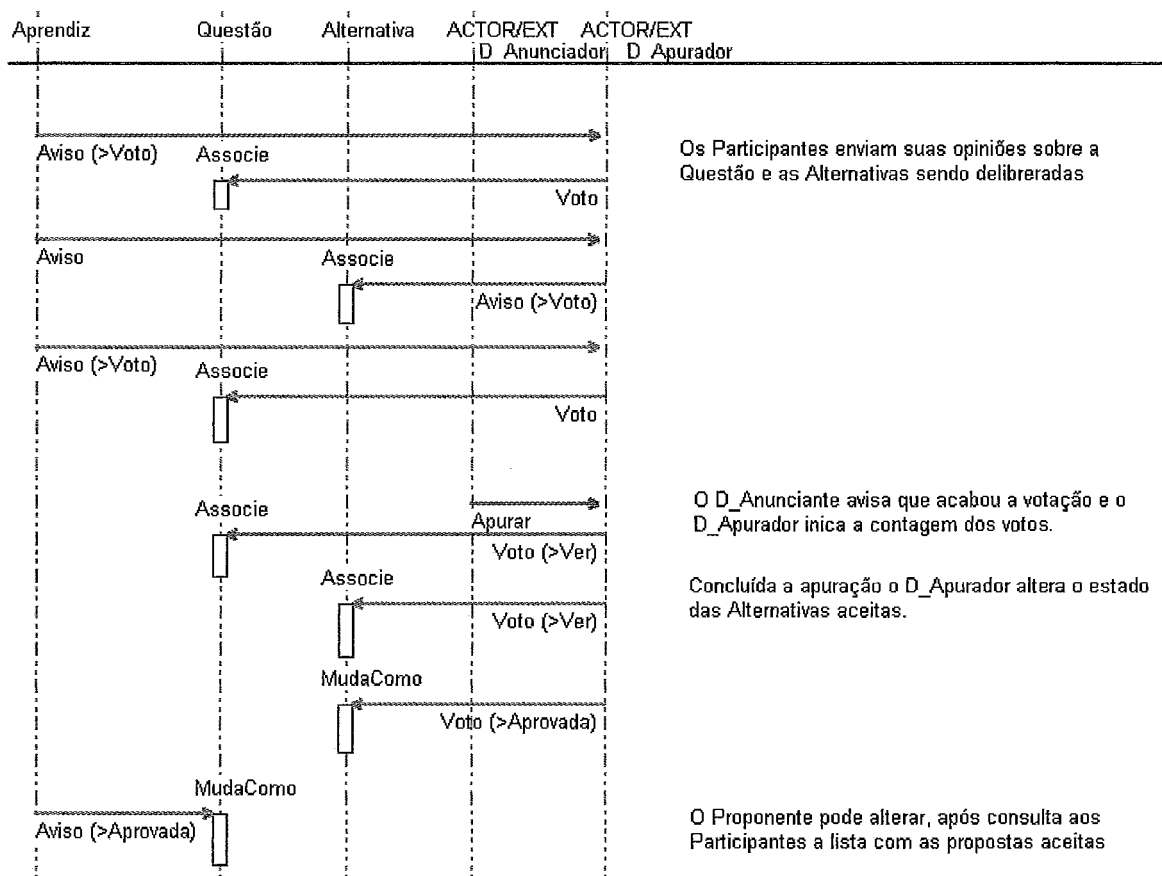 Aprendiz Questão Alternativa ACTOR/EXT ACTOR/EXT
D_Anunciador D_Apurador
Aviso (>Voto) Associe
Os Participantes enviam suas opiniões sobre a
Questão e as Alternativas sendo delibreradas
Voto
Aviso Associe
Aviso (>Voto)
Aviso (>Voto) Associe
Voto
Associe Apurar
O D_Anunciante avisa que acabou a votação e o
D_Apurador inica a contagem dos votos.
Voto (>Ver)
Associe
Concluída a apuração o D_Apurador altera o estado
das Alternativas aceitas.
Voto (>Ver)
MudaComo
Voto (>Aprovada)
MudaComo
Aviso (>Aprovada)
O Proponente pode alterar, após consulta aos
Participantes a lista com as propostas aceitas